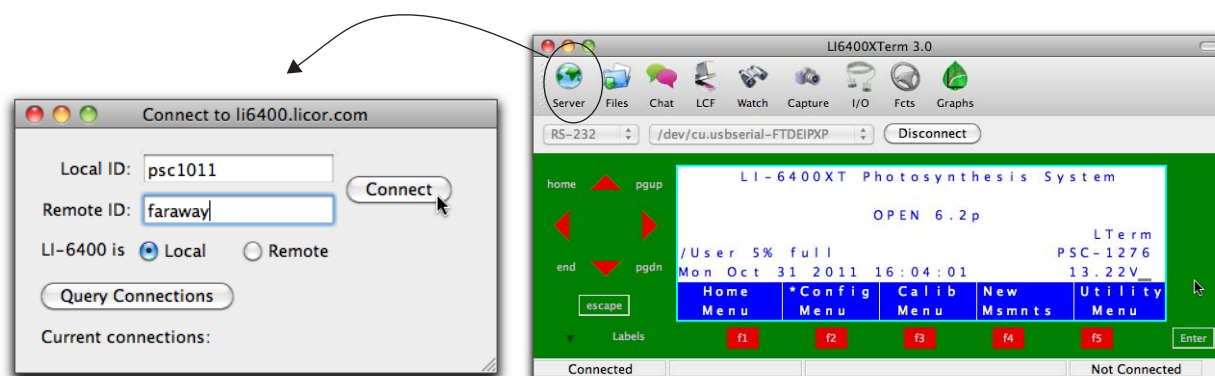 Connect to li6400.licor.com
Local ID: psc1011
Connect
Remote ID: faraway
LI-6400 is Local Remote
Query Connections
Current connections:
LI6400XTerm 3.0
Server Files Chat LCF Watch Capture I/O Fcts Graphs
RS-232 /dev/cu.usbserial-FTDEIPXP Disconnect
home pgup
end pgdn
escape
Labels
LI-6400XT Photosynthesis System
OPEN 6.2p
LTerm
/User 5% full PSC-1276
Mon Oct 31 2011 16:04:01 13.22V_
Home *Config Calib New Utility
Menu Menu Menu Msmnts Menu
f1 f2 f3 f4 f5
Enter
Connected Not Connected